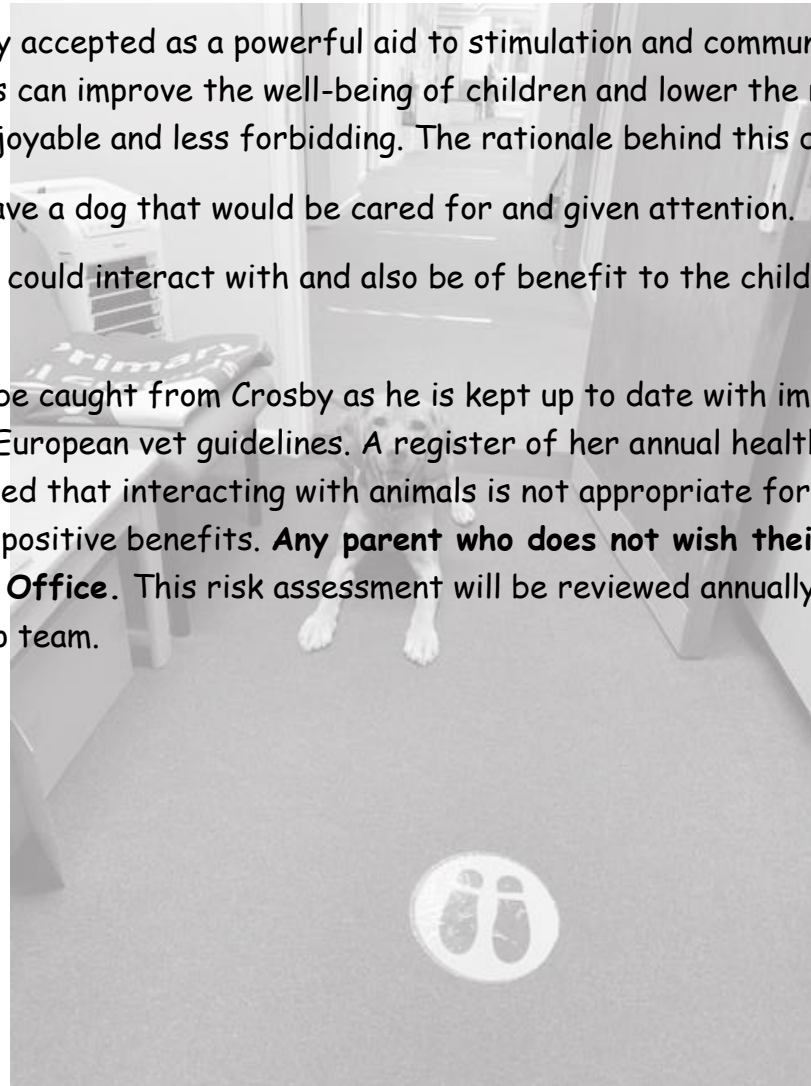 y accepted as a powerful aid to stimulation and commun
s can improve the well-being of children and lower the
joyable and less forbidding. The rationale behind this
ave a dog that would be cared for and given attention.
could interact with and also be of benefit to the child
Primary
be caught from Crosby as he is kept up to date with im
European vet guidelines. A register of her annual health
ed that interacting with animals is not appropriate for
positive benefits. Any parent who does not wish thei
Office. This risk assessment will be reviewed annually
p team.